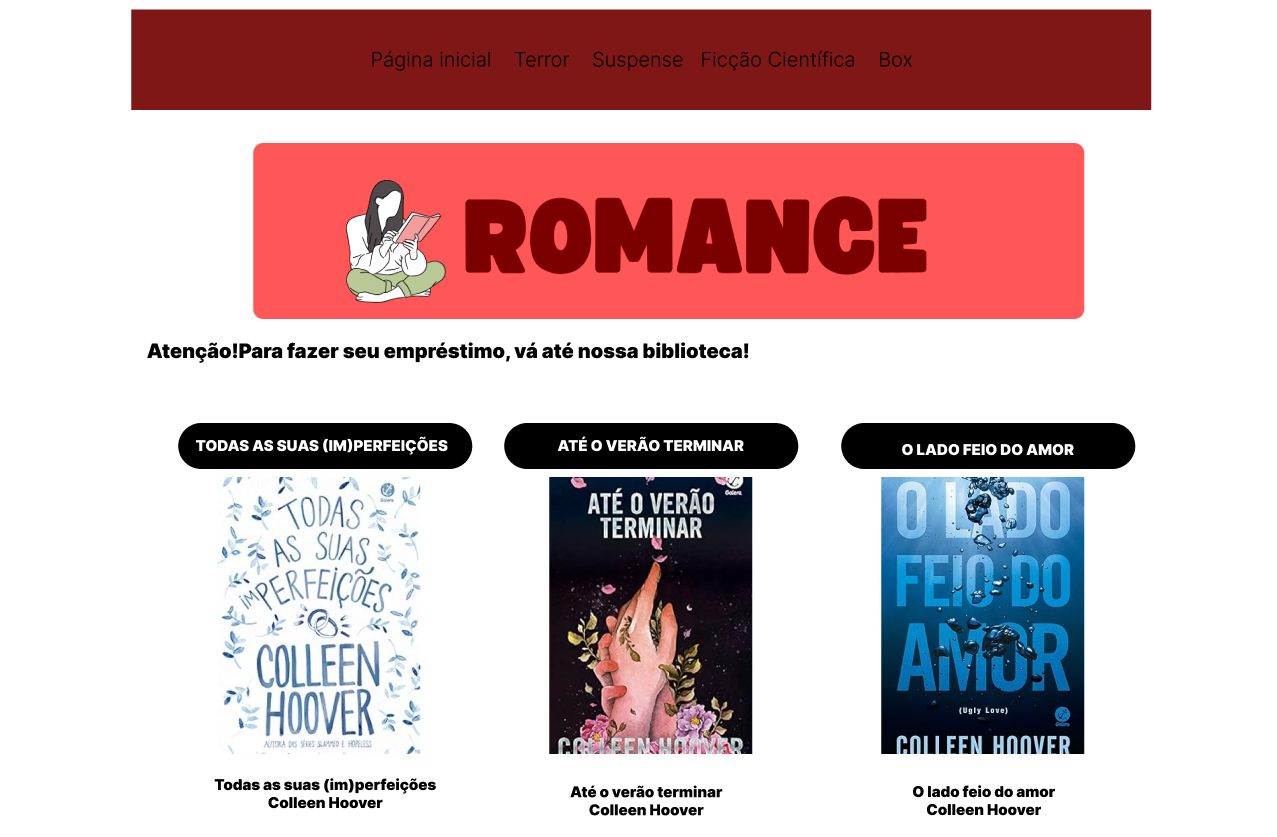 Página inicial Terror Suspense Ficção Científica Box
ROMANCE
Atenção!Para fazer seu empréstimo, vá até nossa biblioteca!
TODAS AS SUAS (IM)PERFEIÇÕES
ATÉ O VERÃO TERMINAR
O LADO FEIO DO AMOR
Galera
TODAS
AS SUAS
IMPERFEIÇÕES
COLLEEN
HOOVER
AUTORA DAS SÉRIES SLAMMED E HOPELESS
Galera
ATÉ O VERÃO
TERMINAR
COLLEEN HOOVER
O LADO
FEIO DO
AMOR
(Ugly Love)
Galera
COLLEEN HOOVER
Todas as suas (im)perfeições
Colleen Hoover
Até o verão terminar
Colleen Hoover
O lado feio do amor
Colleen Hoover